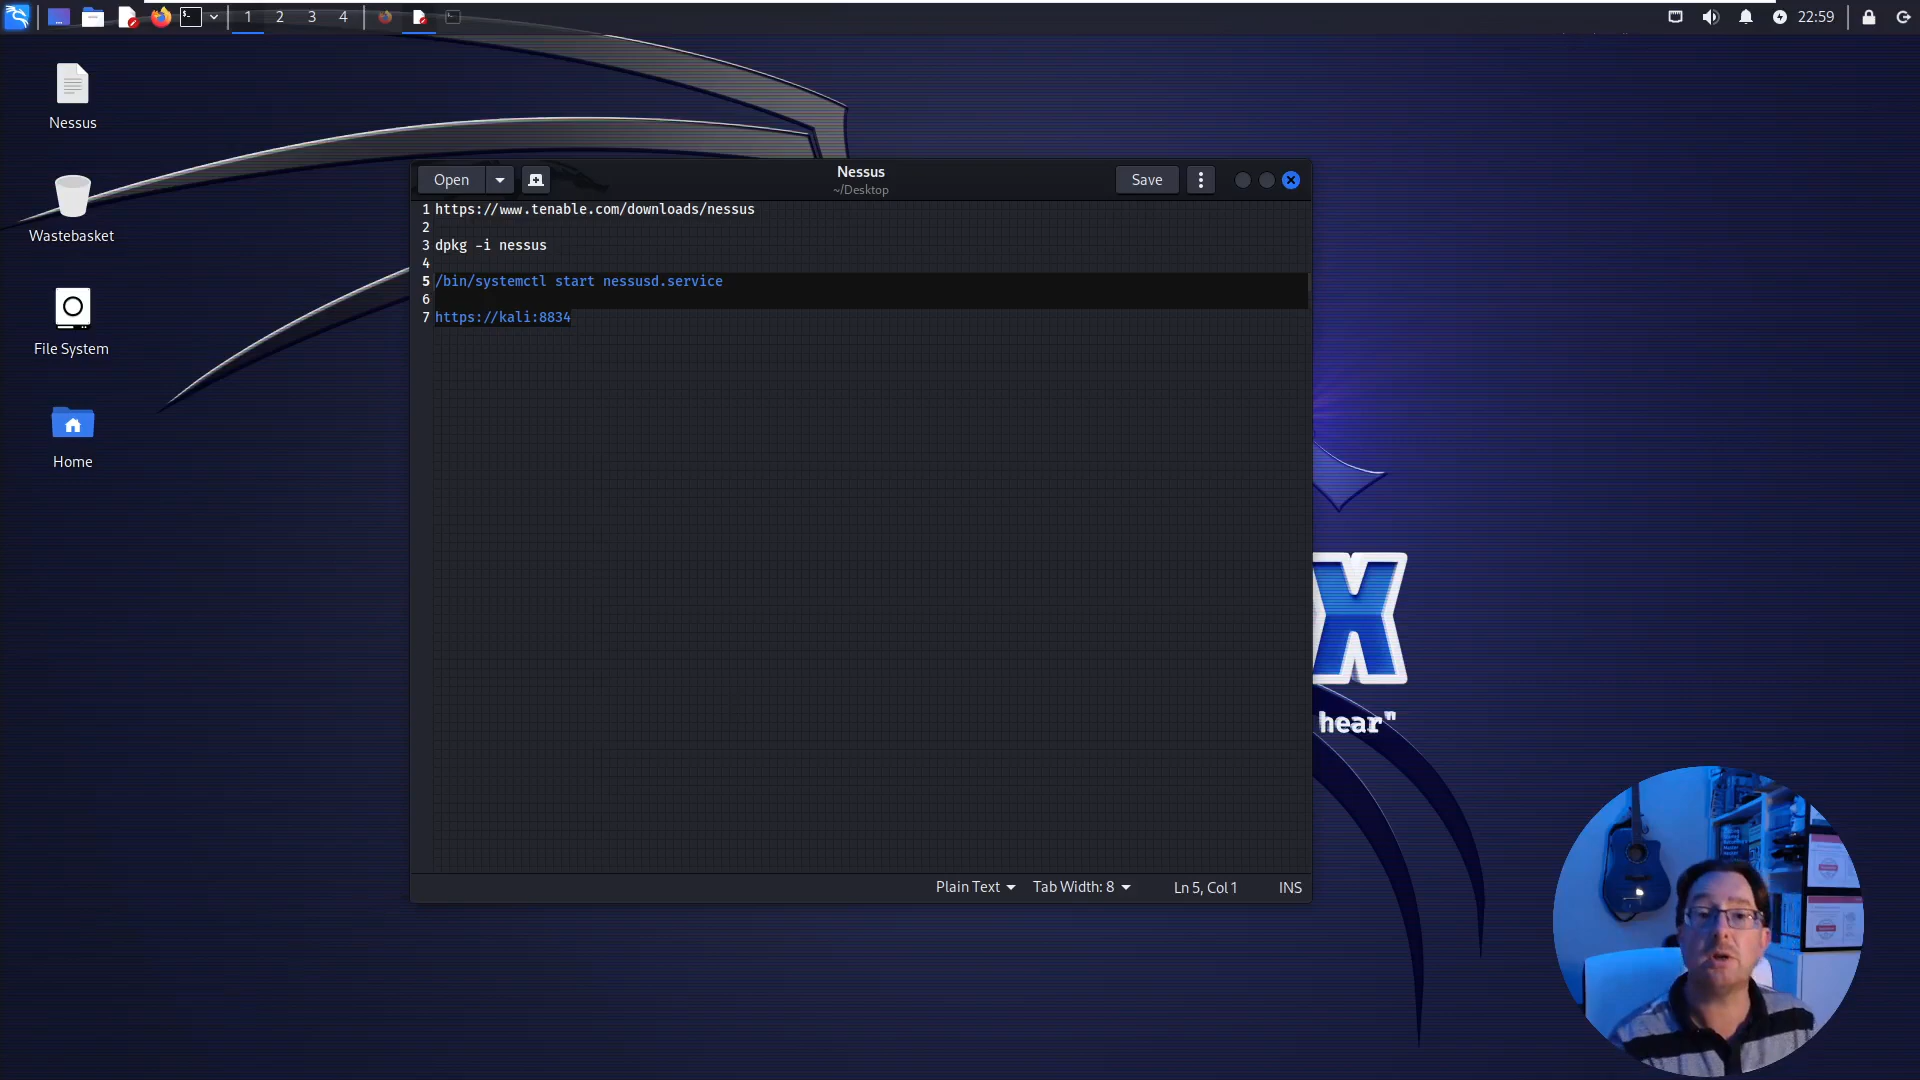 1 2 3 4
22:59
Nessus
Wastebasket
File System
Home
Open
Nessus
~/Desktop
Save
1 https://www.tenable.com/downloads/nessus
2
3 dpkg -i nessus
4
5 /bin/systemctl start nessusd.service
6
7 https://kali:8834
X
hear"
Plain Text
Tab Width: 8
Ln 5, Col 1
INS